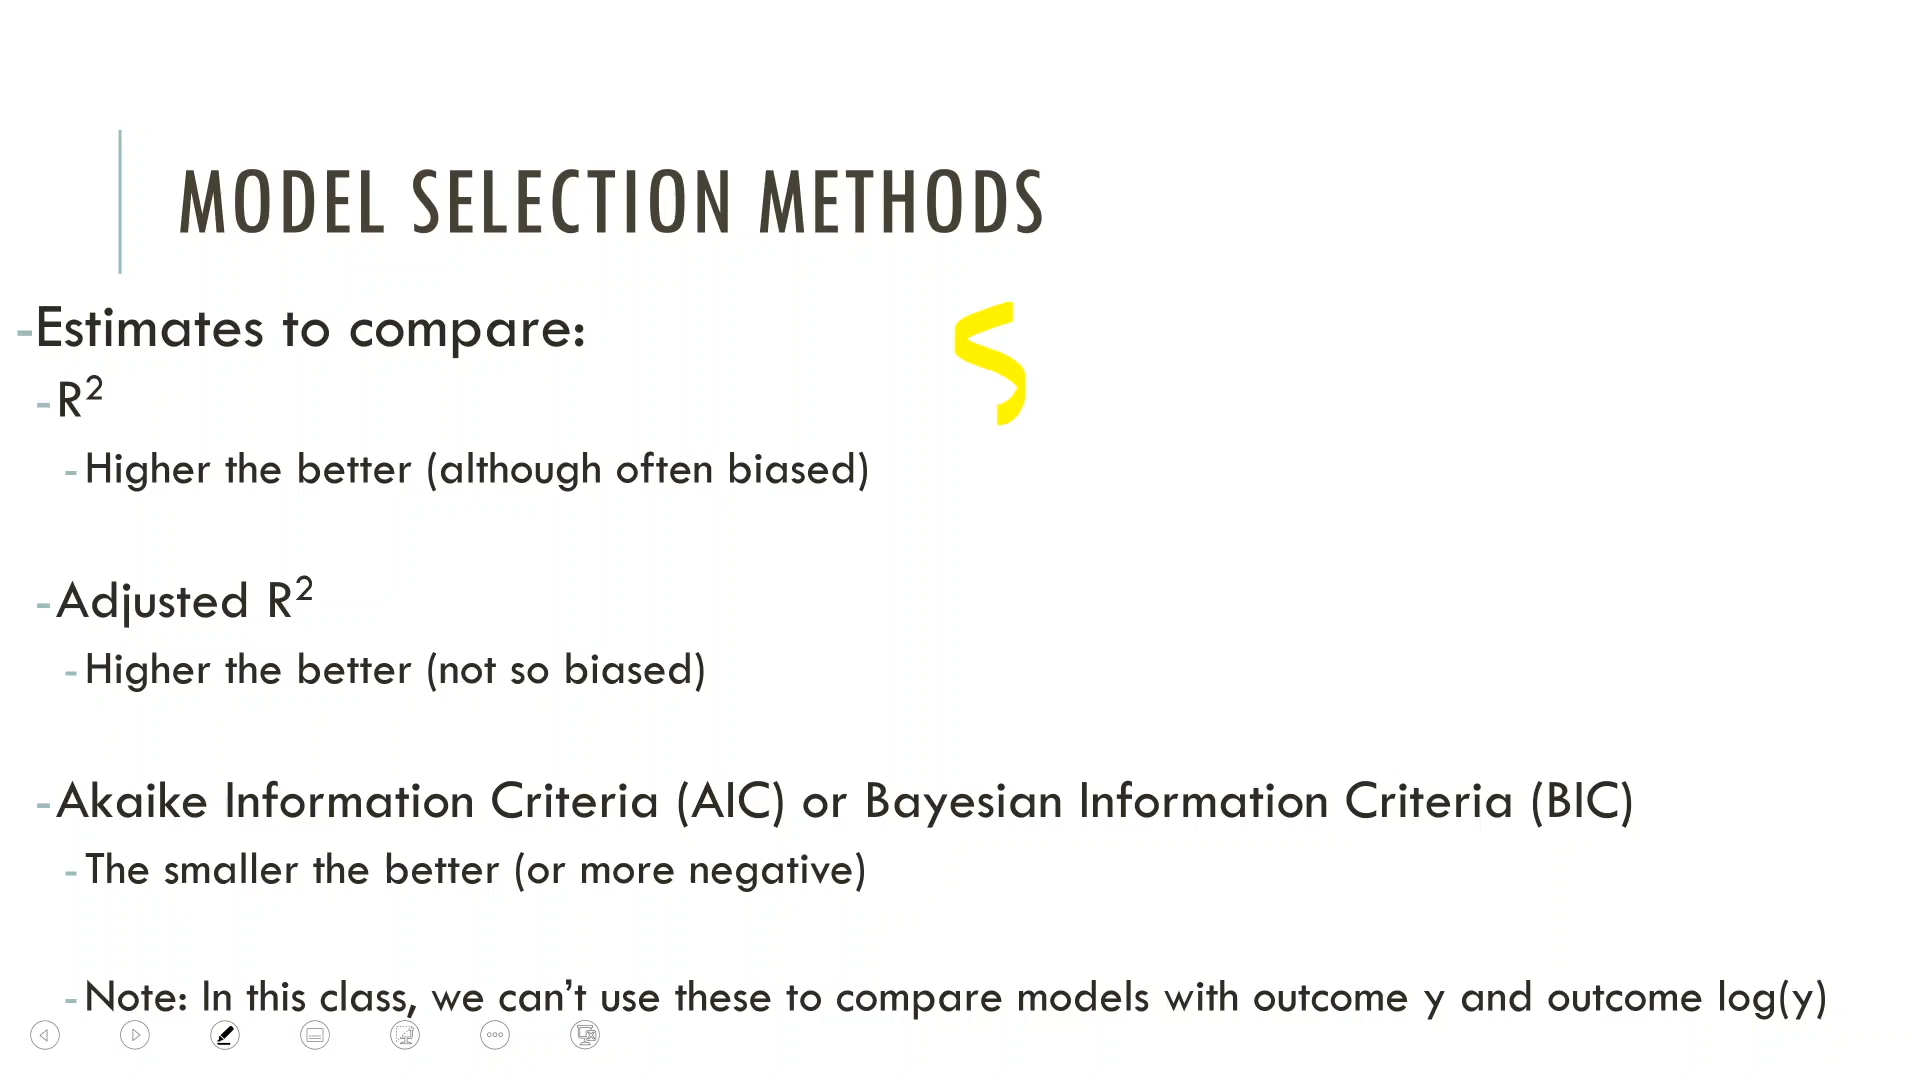 MODEL SELECTION METHODS
-Estimates to compare:
-R²
-Higher the better (although often biased)
-Adjusted R²
-Higher the better (not so biased)
-Akaike Information Criteria (AIC) or Bayesian Information Criteria (BIC)
-The smaller the better (or more negative)
-Note: In this class, we can’t use these to compare models with outcome y and outcome log(y)